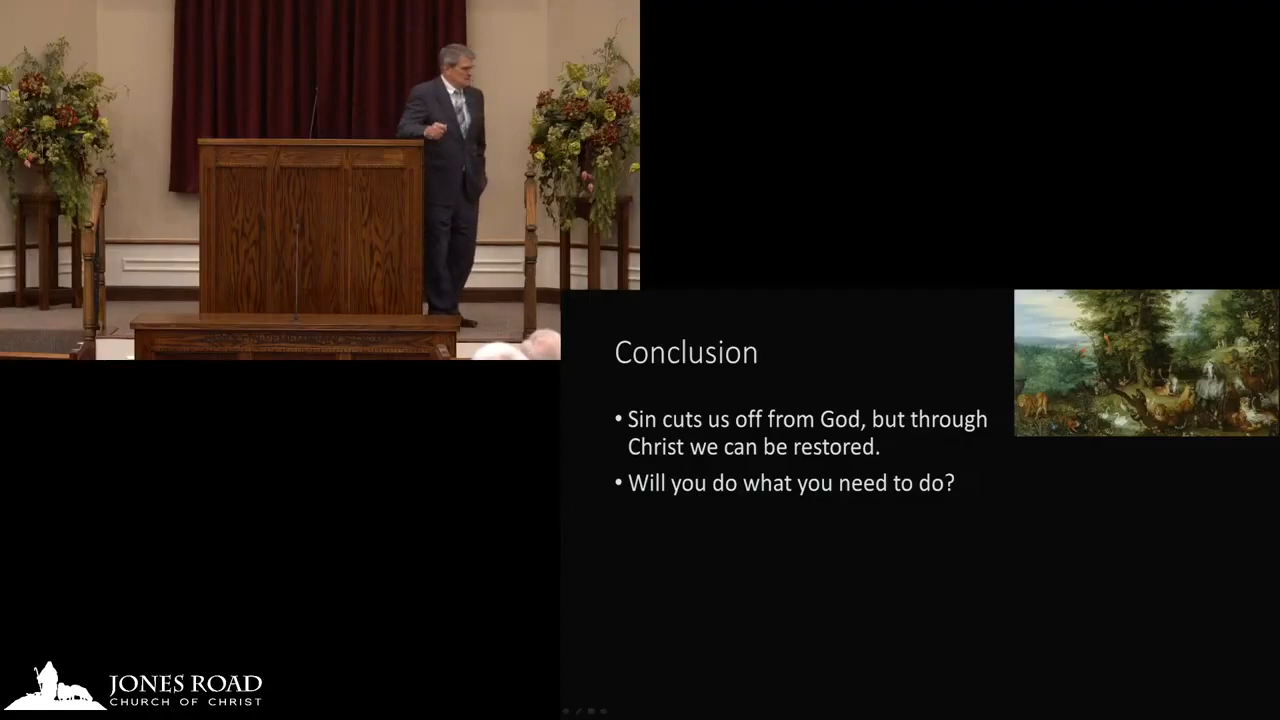 Conclusion
• Sin cuts us off from God, but through
Christ we can be restored.
• Will you do what you need to do?
JONES ROAD
CHURCH OF CHRIST